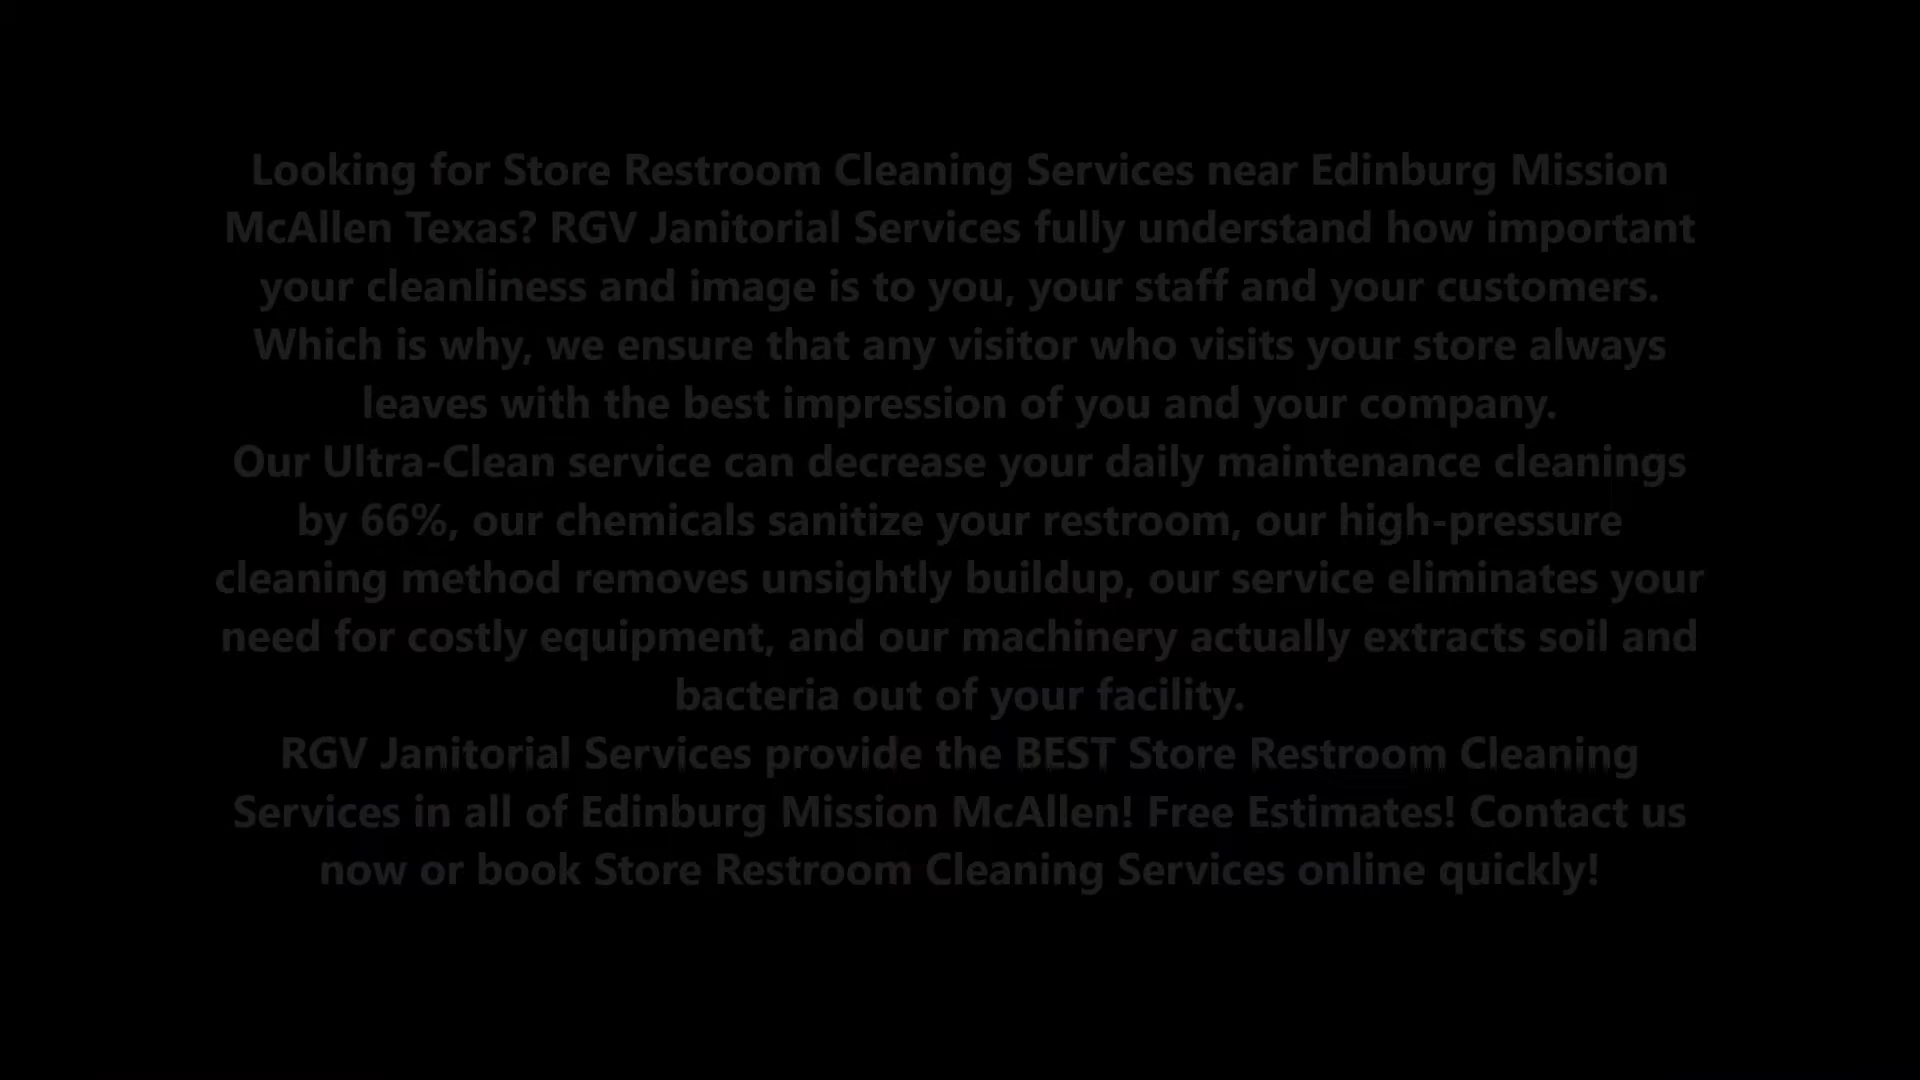 Looking for Store Restroom Cleaning Services near Edinburg Mission
McAllen Texas? RGV Janitorial Services fully understand how important
your cleanliness and image is to you, your staff and your customers.
Which is why, we ensure that any visitor who visits your store always
leaves with the best impression of you and your company.
Our Ultra-Clean service can decrease your daily maintenance cleanings
by 66%, our chemicals sanitize your restroom, our high-pressure
cleaning method removes unsightly buildup, our service eliminates your
need for costly equipment, and our machinery actually extracts soil and
bacteria out of your facility.
RGV Janitorial Services provide the BEST Store Restroom Cleaning
Services in all of Edinburg Mission McAllen! Free Estimates! Contact us
now or book Store Restroom Cleaning Services online quickly!